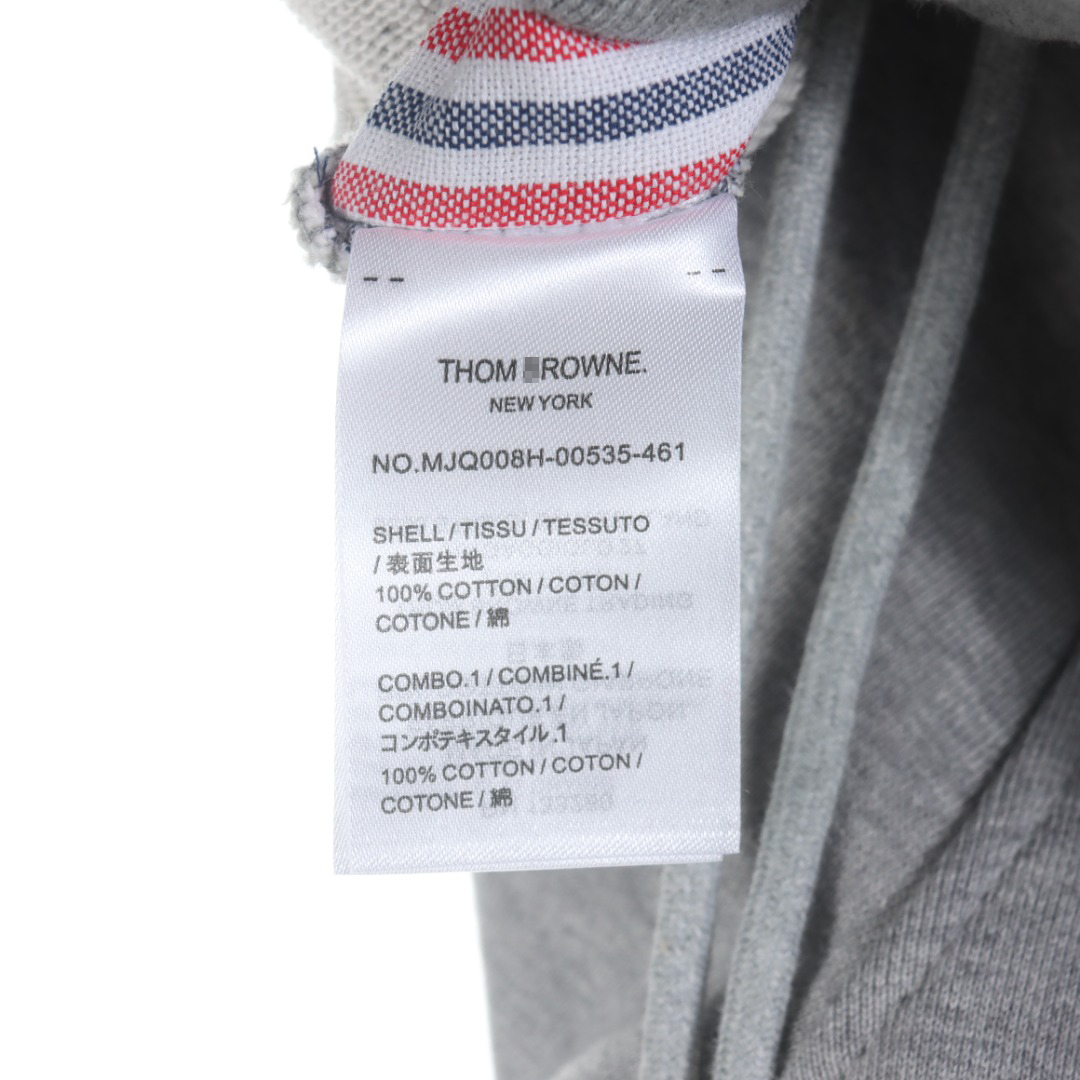 THOM ROWNE.
NEW YORK
NO.MJQ008H-00535-461
SHELL / TISSU / TESSUTO
/ 表面生地
100% COTTON / COTON /
COTONE / 綿
COMBO.1 / COMBINÉ.1 /
COMBOINATO.1 /
コンポテキスタイル.1
100% COTTON / COTON /
COTONE / 綿